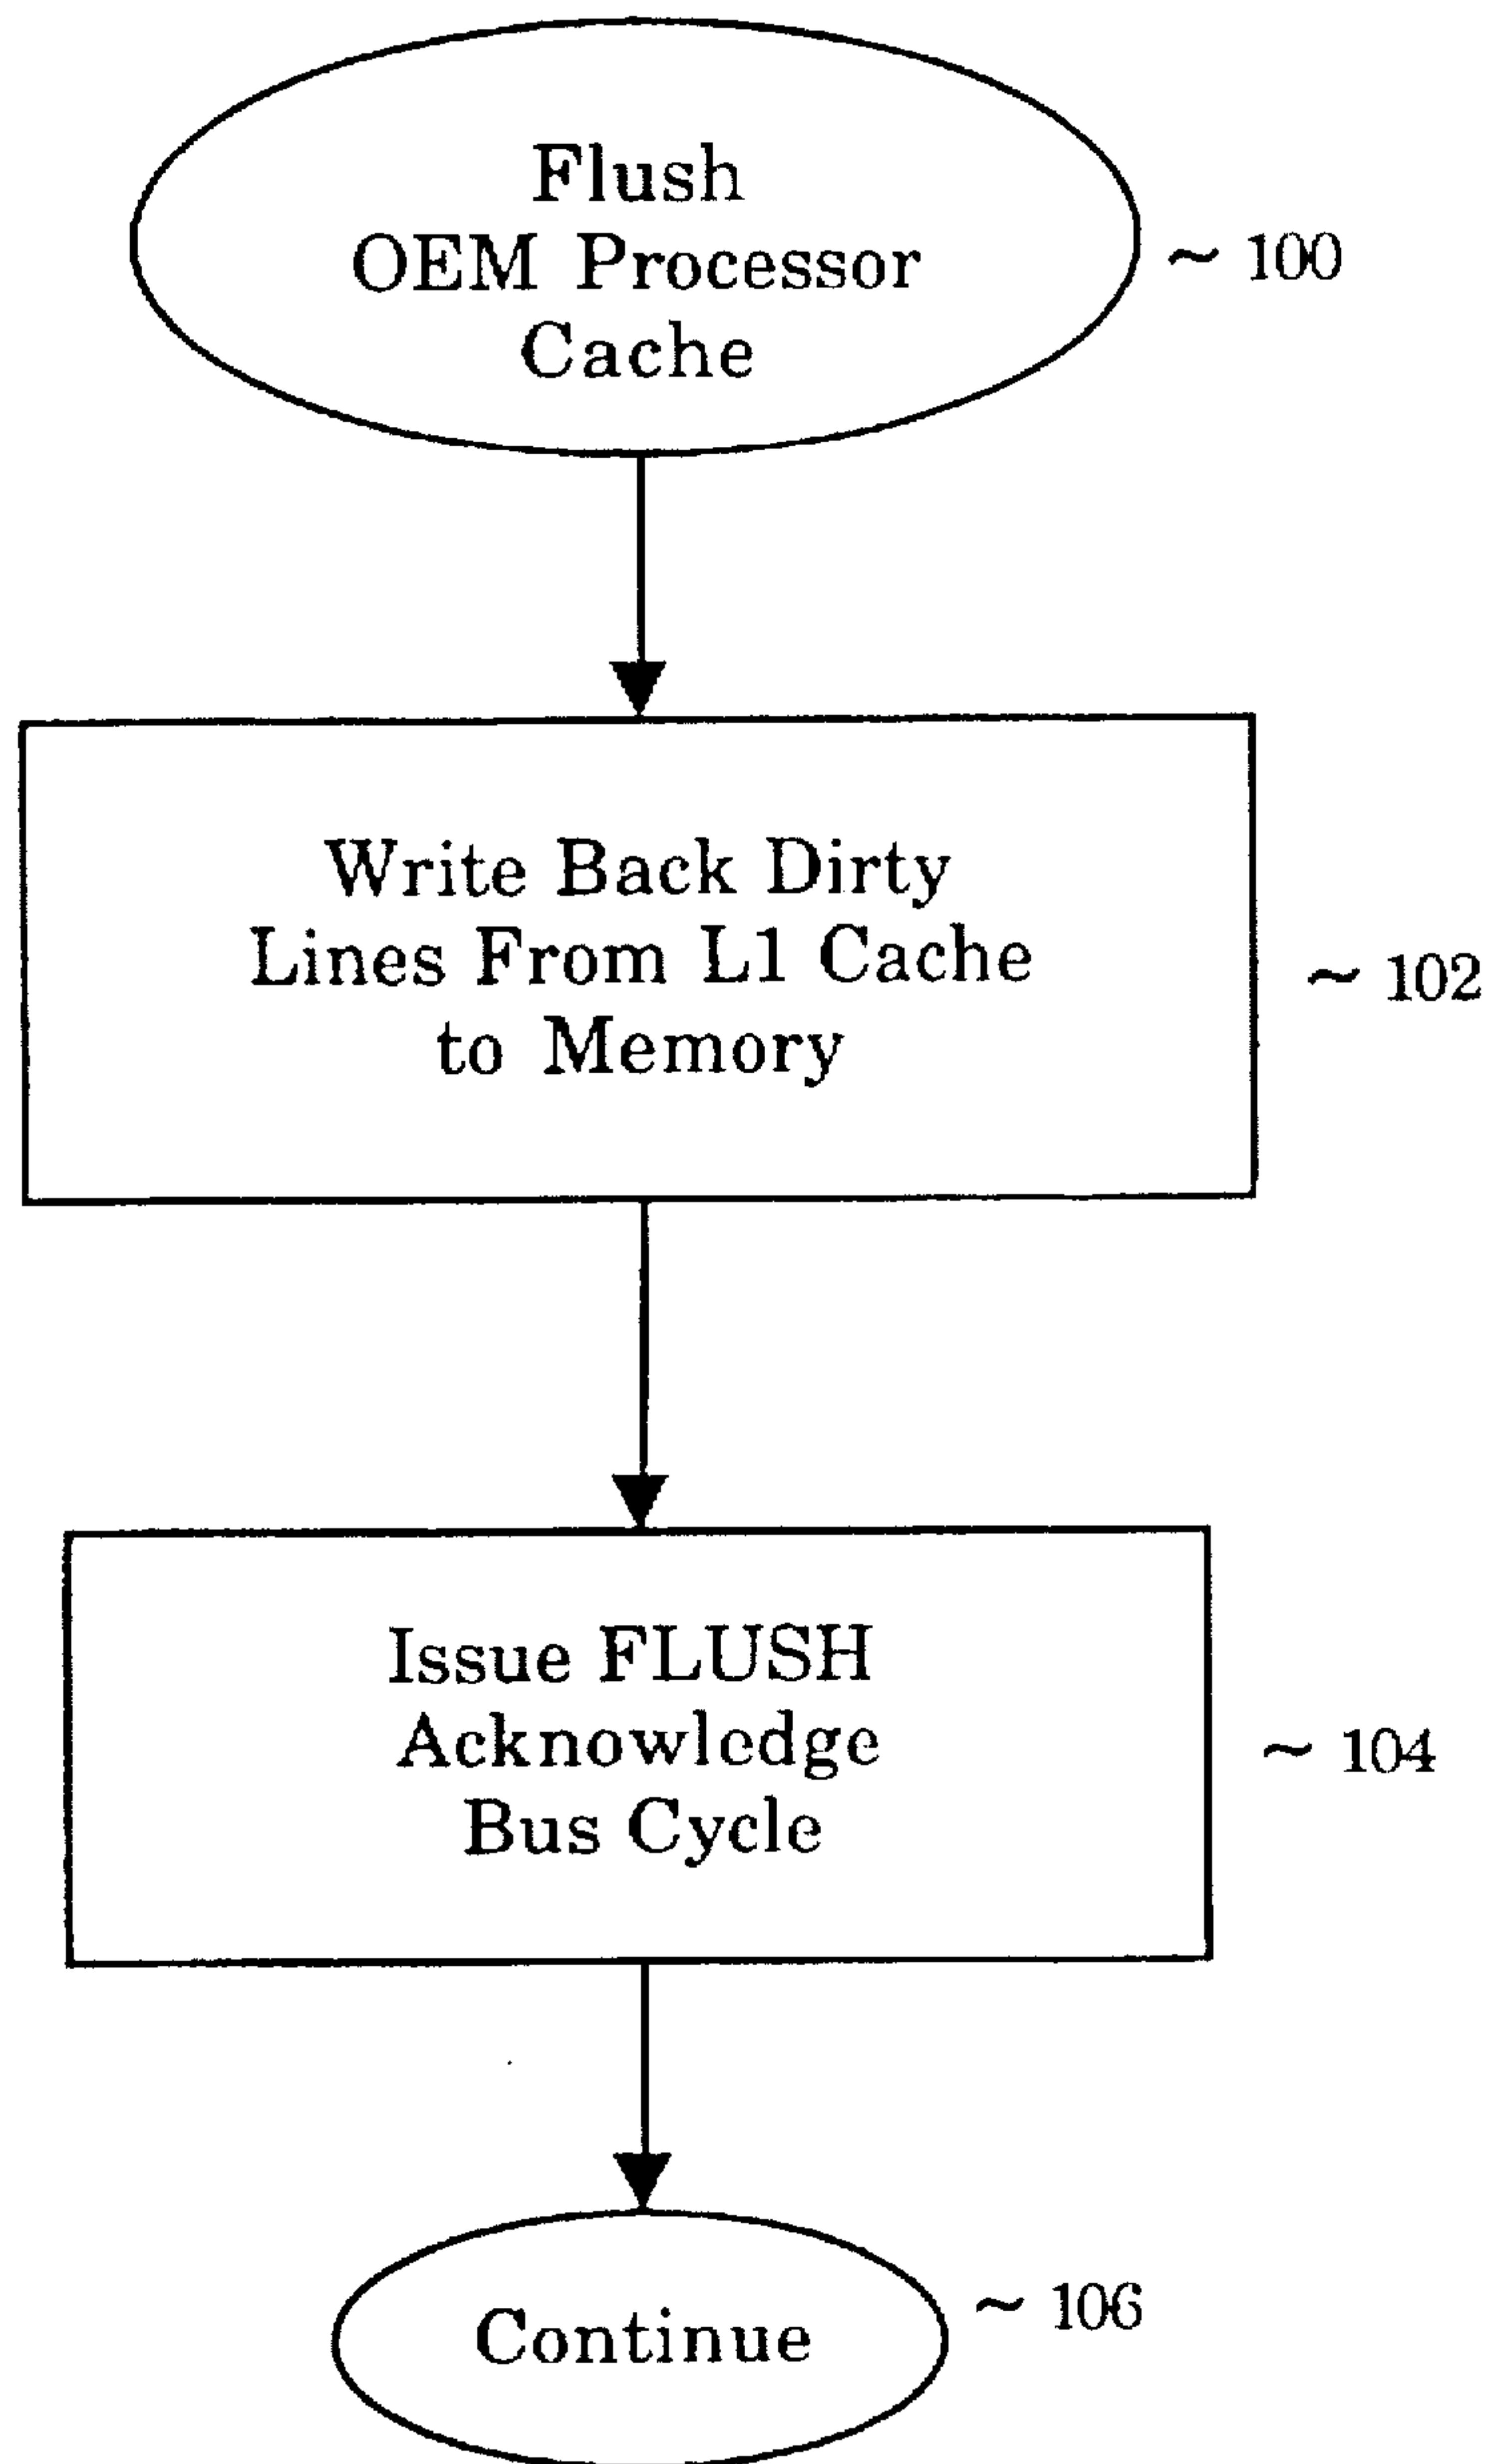 Flush
OEM Processor
Cache
~ 100
Write Back Dirty
Lines From L1 Cache
to Memory
~ 102
Issue FLUSH
Acknowledge
Bus Cycle
~ 104
Continue
~ 106